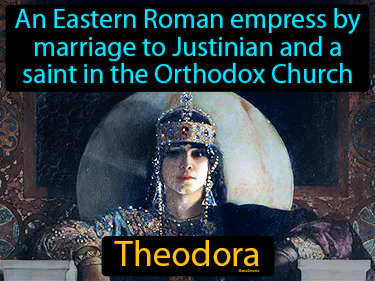 An Eastern Roman empress by
marriage to Justinian and a
saint in the Orthodox Church
Theodora